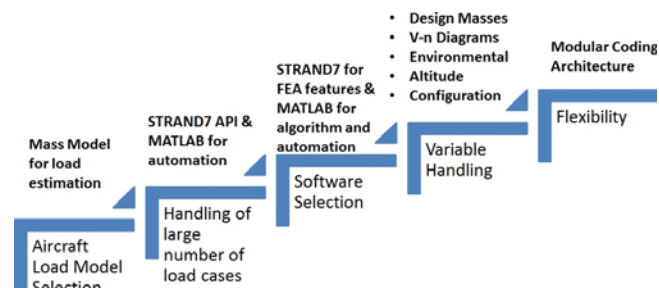 Mass Model
for load
estimation
Aircraft
Load Model
Selection
STRAND7 API &
MATLAB for
automation
Handling of
large
number of
load cases
STRAND7 for
FEA features &
MATLAB for
algorithm and
automation
Software
Selection
• Design Masses
• V-n Diagrams
• Environmental
• Altitude
• Configuration
Variable
Handling
Modular Coding
Architecture
Flexibility